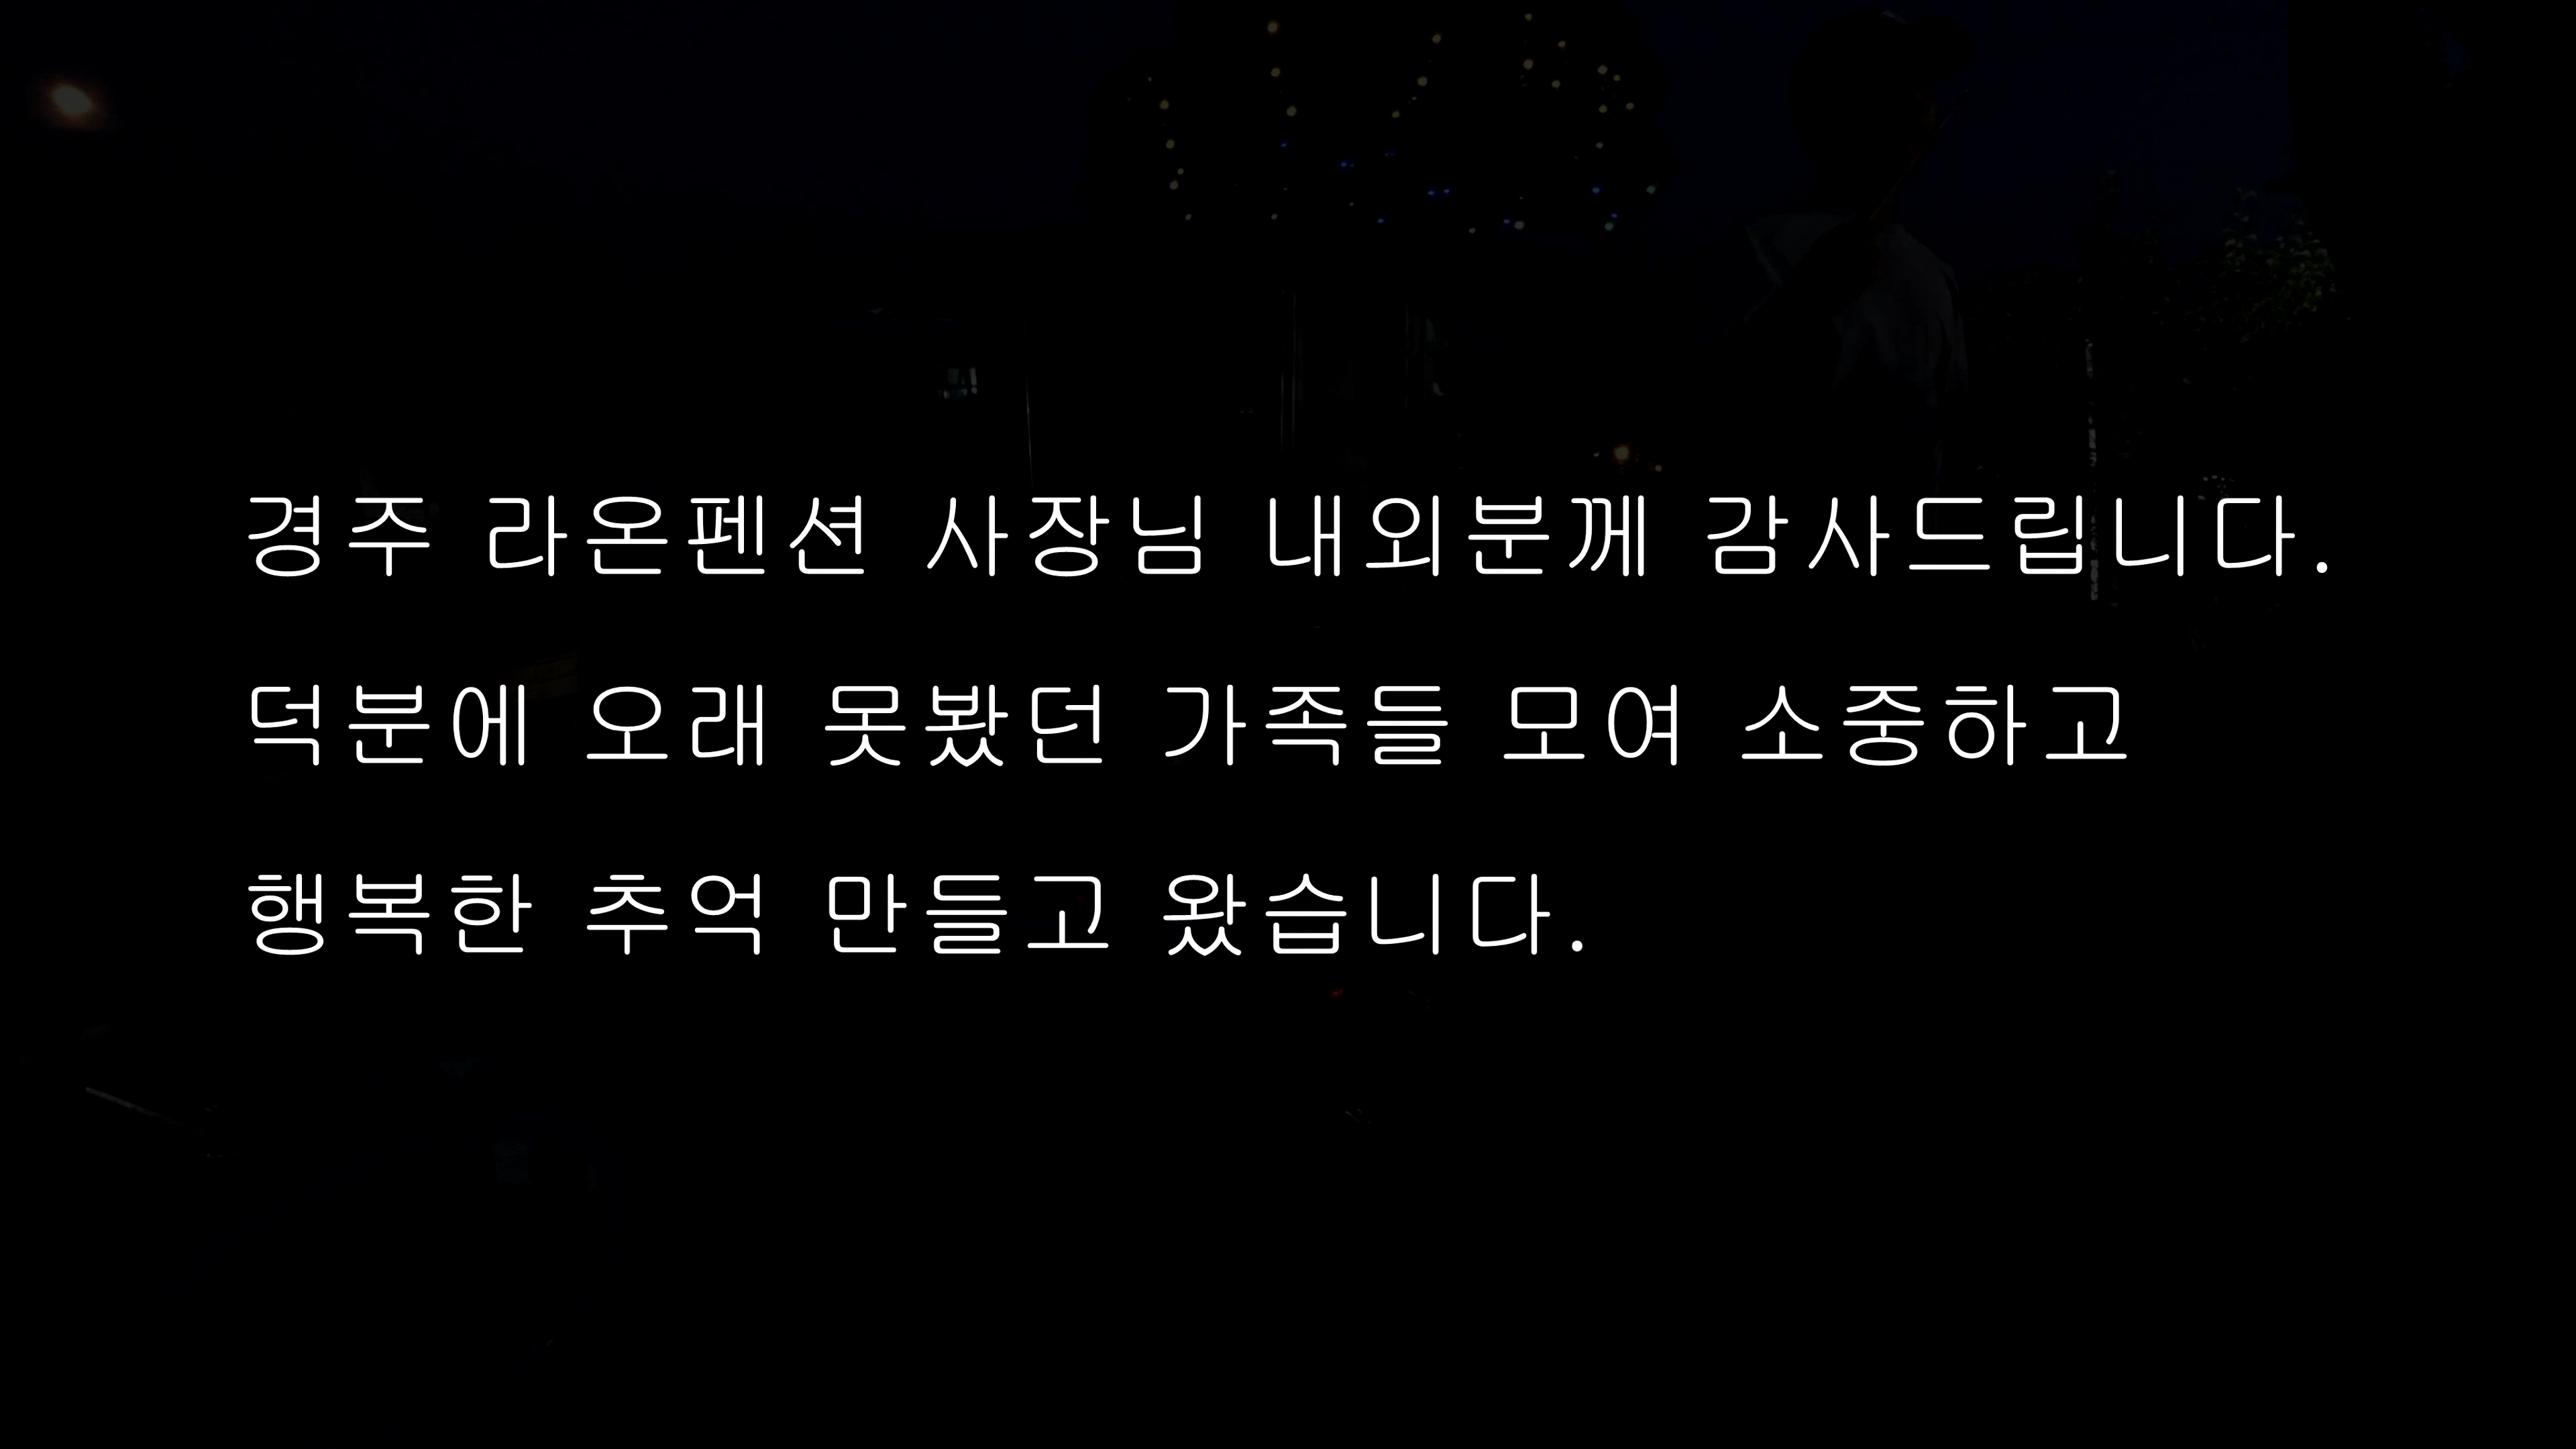 경주 라온펜션 사장님 내외분께 감사드립니다.
덕분에 오래 못봤던 가족들 모여 소중하고
행복한 추억 만들고 왔습니다.